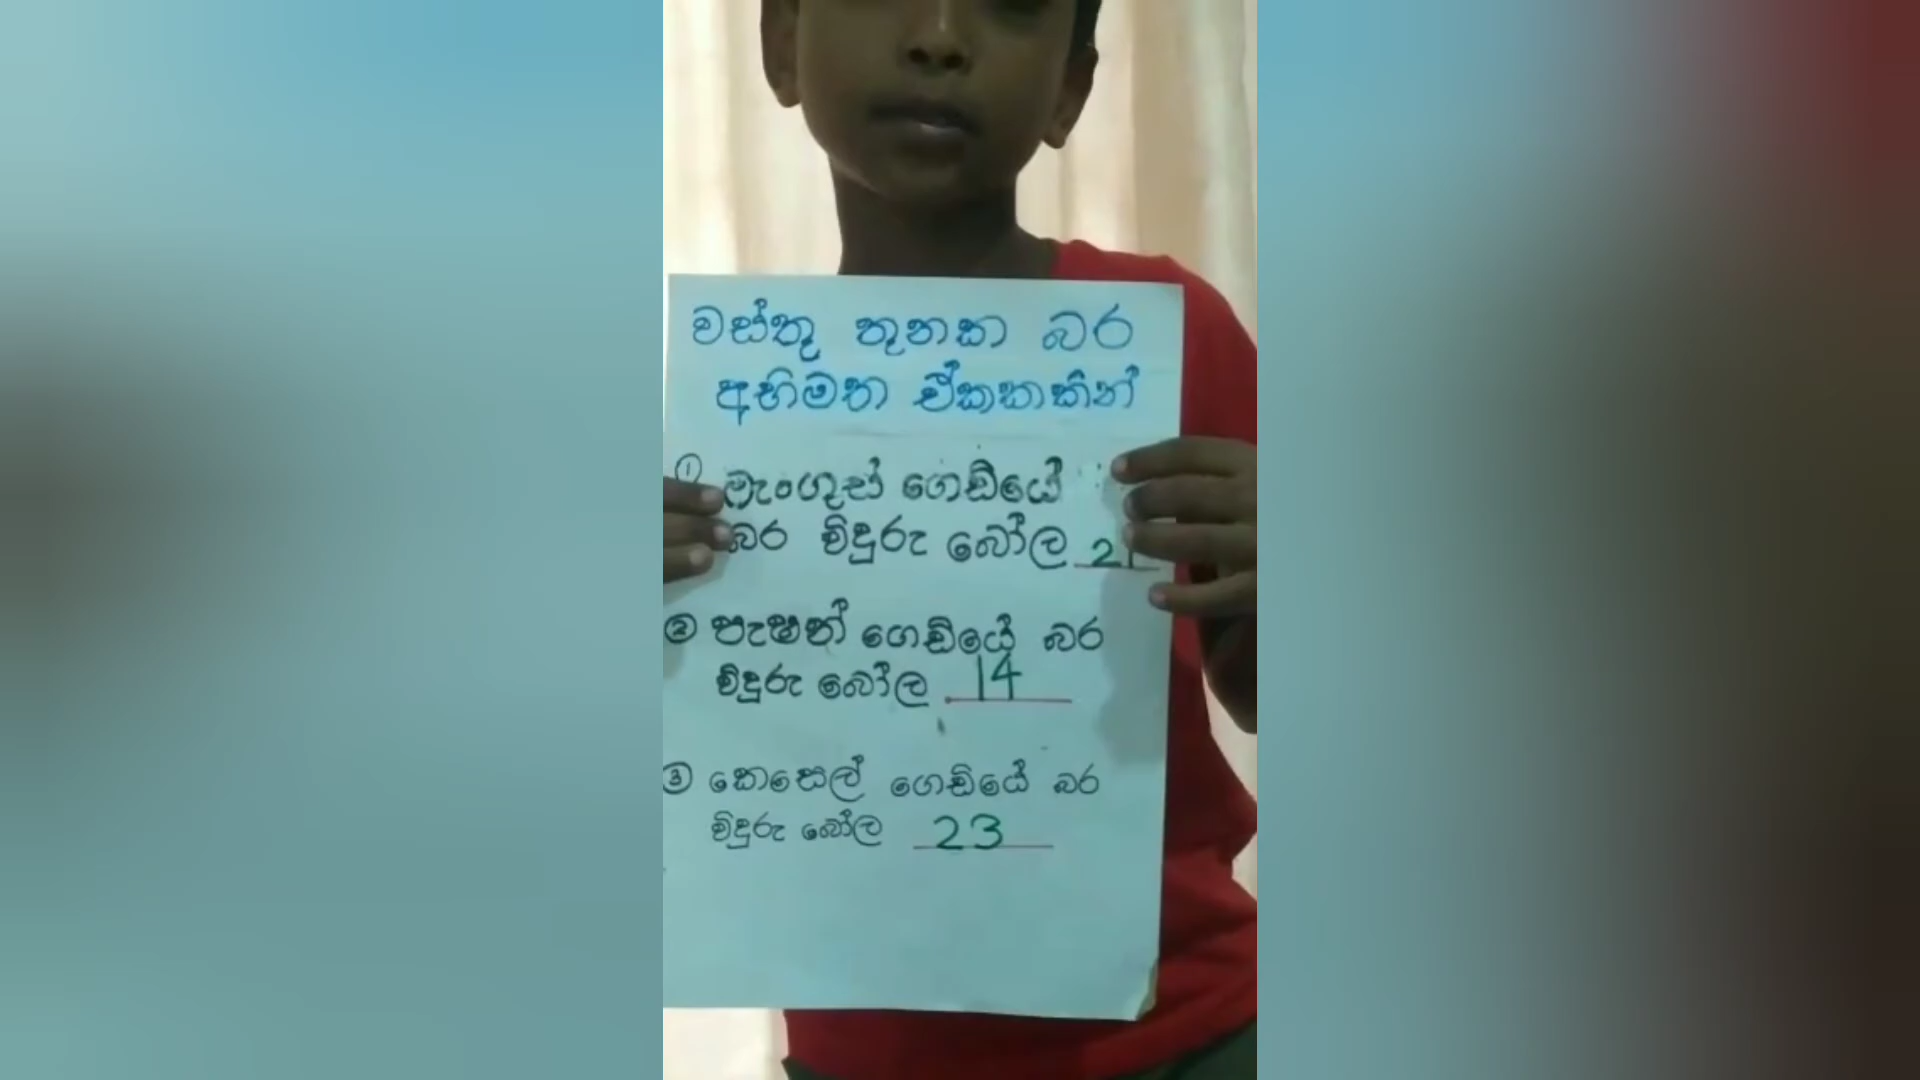 වස්තු තුනක බර
අභිමත ඒකකයකින්
① මැංගුස් ගෙඩියේ
බර විදුරු බෝල 21
② පැෂන් ගෙඩියේ බර
විදුරු බෝල 14
③ කෙසෙල් ගෙඩියේ බර
විදුරු බෝල 23